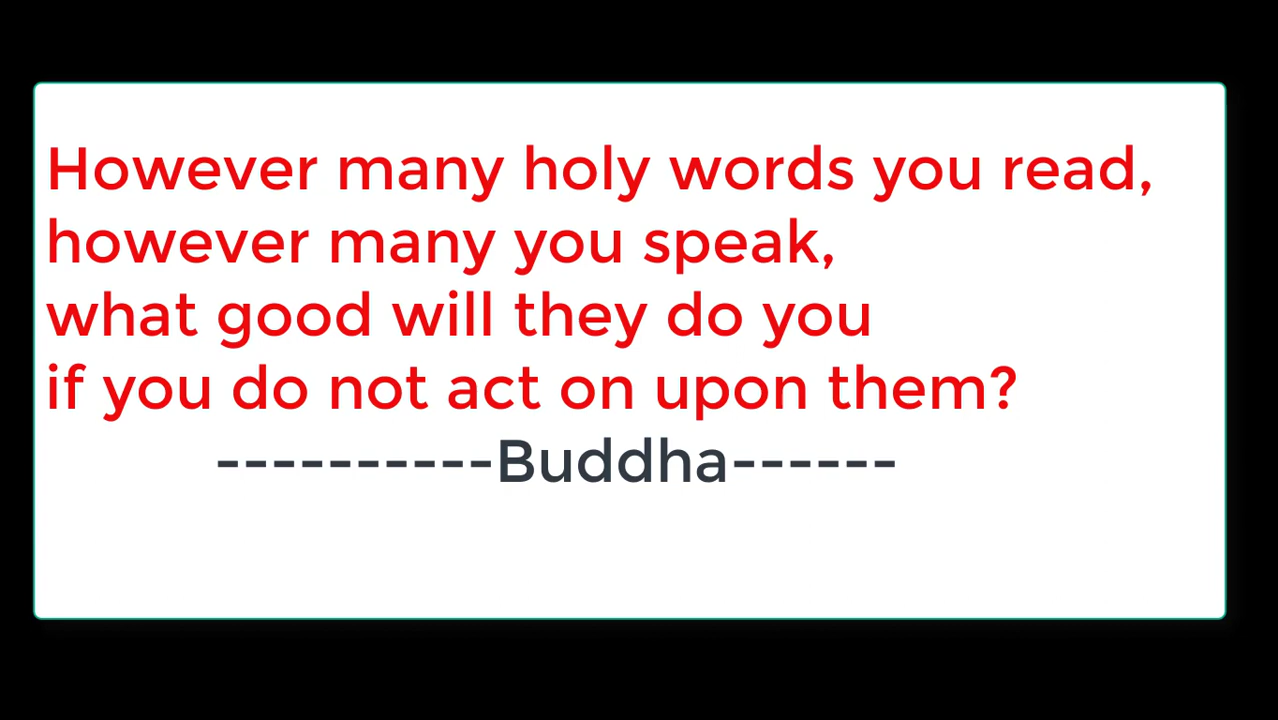 However many holy words you read,
however many you speak,
what good will they do you
if you do not act on upon them?
----------Buddha------